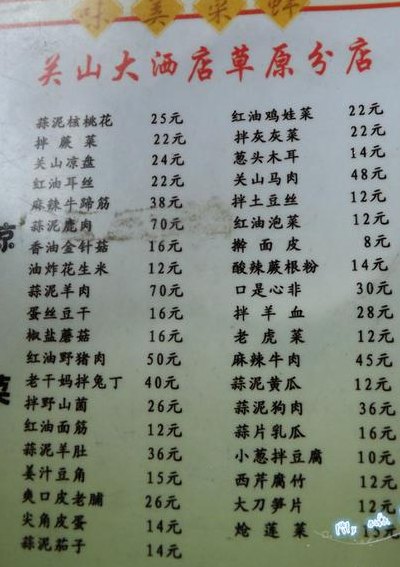 味美菜鲜
关山大酒店草原分店
凉
菜
蒜泥核桃花 25元
拌蕨菜 22元
关山凉盘 24元
红油耳丝 22元
麻辣牛蹄筋 38元
蒜泥鹿肉 70元
香油金针菇 16元
油炸花生米 12元
蒜泥羊肉 70元
蛋丝豆干 16元
椒盐蘑菇 16元
红油野猪肉 50元
老干妈拌兔丁 40元
拌野山菌 26元
红油面筋 12元
蒜泥羊肚 36元
姜汁豆角 15元
爽口皮老脯 26元
尖角皮蛋 14元
蒜泥茄子 14元
红油鸡娃菜 22元
拌灰灰菜 22元
葱头木耳 14元
关山马肉 48元
拌土豆丝 12元
红油泡菜 12元
擀面皮 8元
酸辣蕨根粉 14元
口是心非 30元
拌羊血 28元
老虎菜 12元
麻辣牛肉 45元
蒜泥黄瓜 12元
蒜泥狗肉 36元
蒜片乳瓜 16元
小葱拌豆腐 10元
西芹腐竹 12元
大刀笋片 12元
炝莲菜 15元